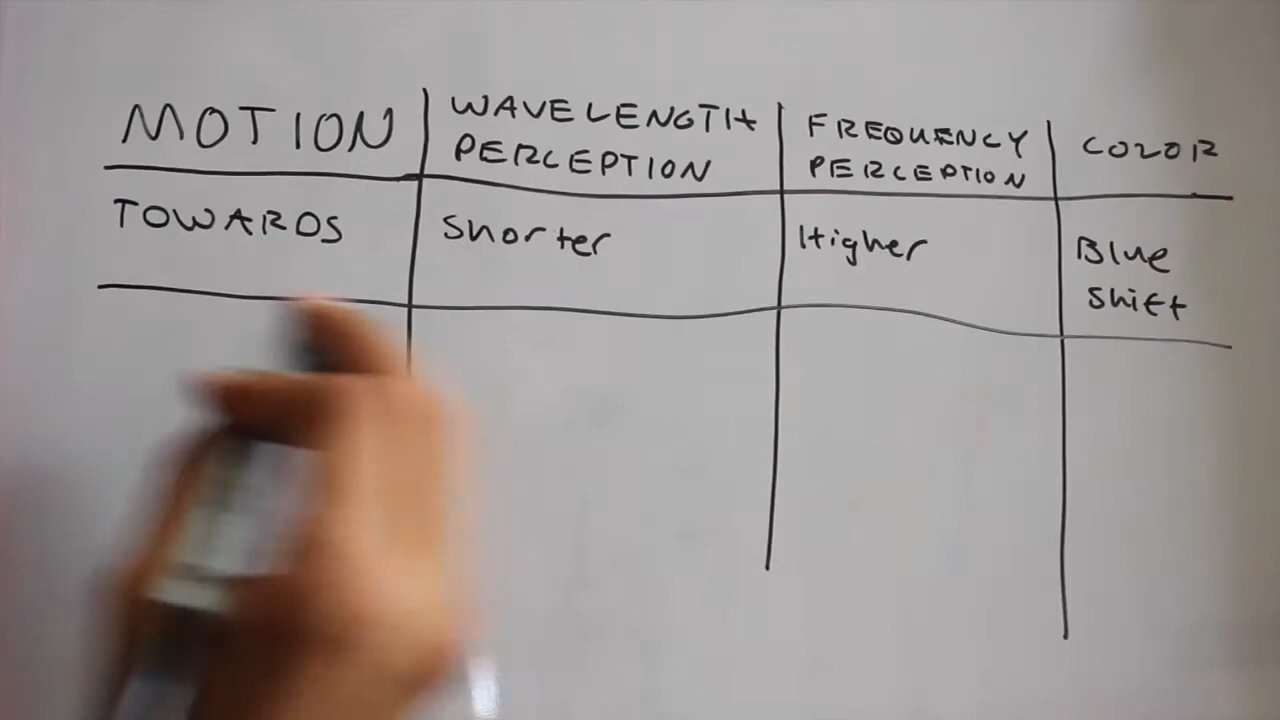 MOTION
WAVELENGTH
PERCEPTION
FREQUENCY
PERCEPTION
COLOR
TOWARDS
Shorter
Higher
Blue
Shift